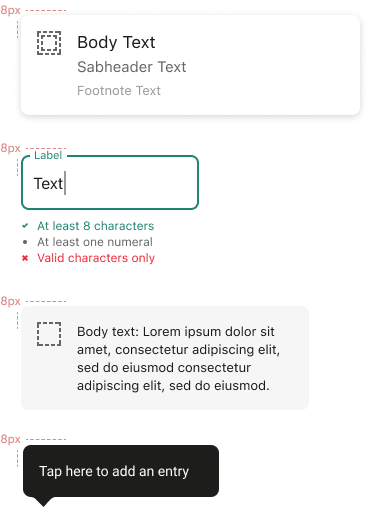 8px
Body Text
Sabheader Text
Footnote Text
8px
Label
Text
At least 8 characters
At least one numeral
Valid characters only
8px
Body text: Lorem ipsum dolor sit
amet, consectetur adipiscing elit,
sed do eiusmod consectetur
adipiscing elit, sed do eiusmod.
8px
Tap here to add an entry